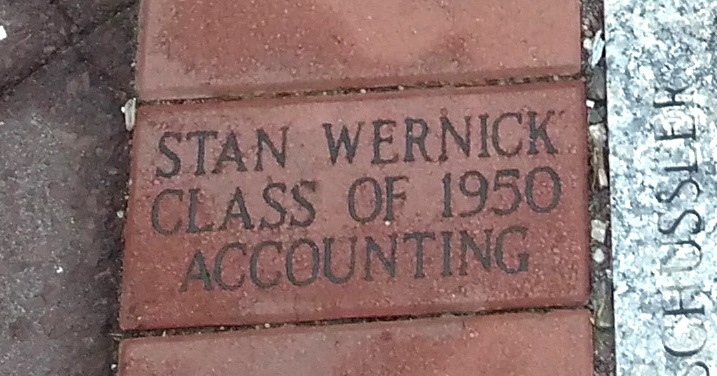 STAN WERNICK
CLASS OF 1950
ACCOUNTING
SCHUSSLER